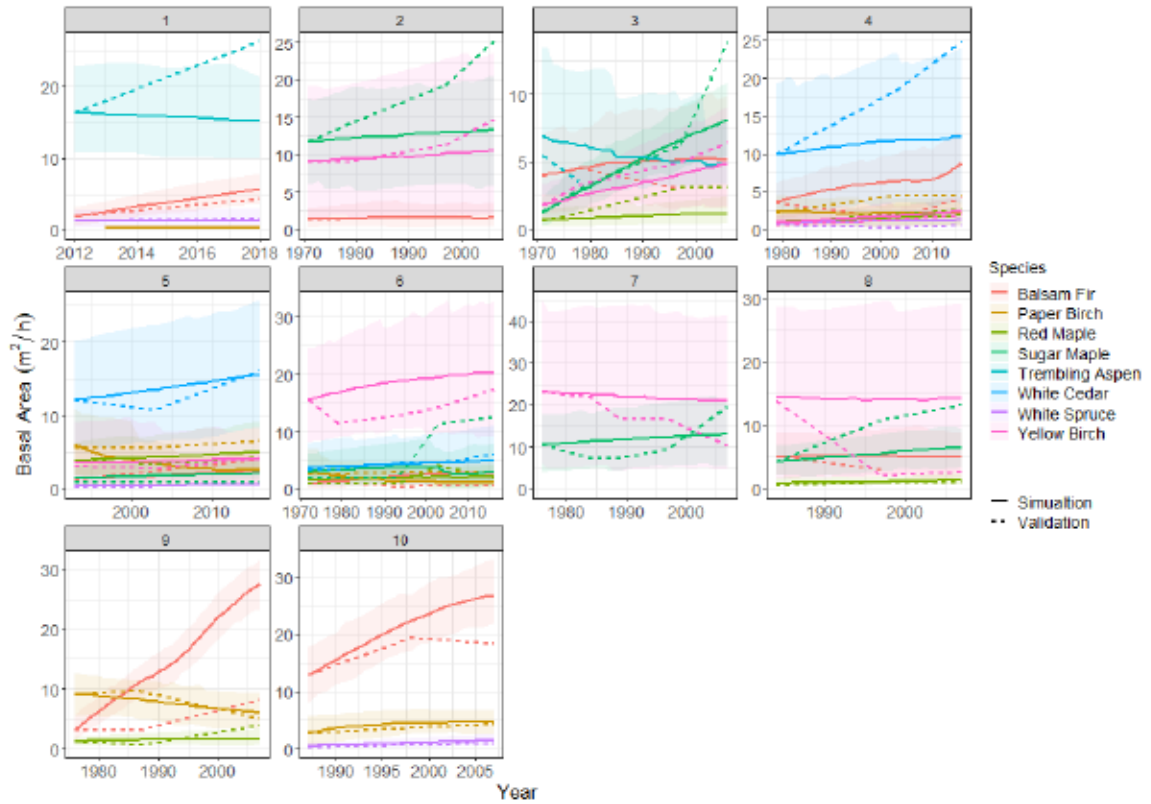 1 2 3 4
20
10
0
25
20
15
10
5
0
10
5
0
25
20
15
10
5
0
2012 2014 2016 2018
1970 1980 1990 2000
1970 1980 1990 2000
1980 1990 2000 2010
5 6 7 8
20
10
0
30
20
10
0
40
30
20
10
0
30
20
10
0
2000 2010
1970 1980 1990 2000 2010
1980 1990 2000
1990 2000
9 10
30
20
10
0
30
20
10
0
1980 1990 2000
1990 1995 2000 2005
Basal Area (m²/h)
Year
Species
Balsam Fir
Paper Birch
Red Maple
Sugar Maple
Trembling Aspen
White Cedar
White Spruce
Yellow Birch
Simualtion
Validation